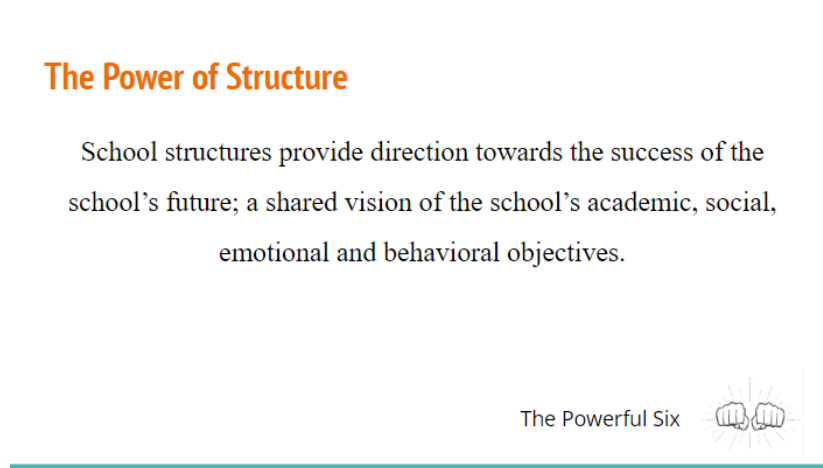 The Power of Structure
School structures provide direction towards the success of the
school’s future; a shared vision of the school’s academic, social,
emotional and behavioral objectives.
The Powerful Six